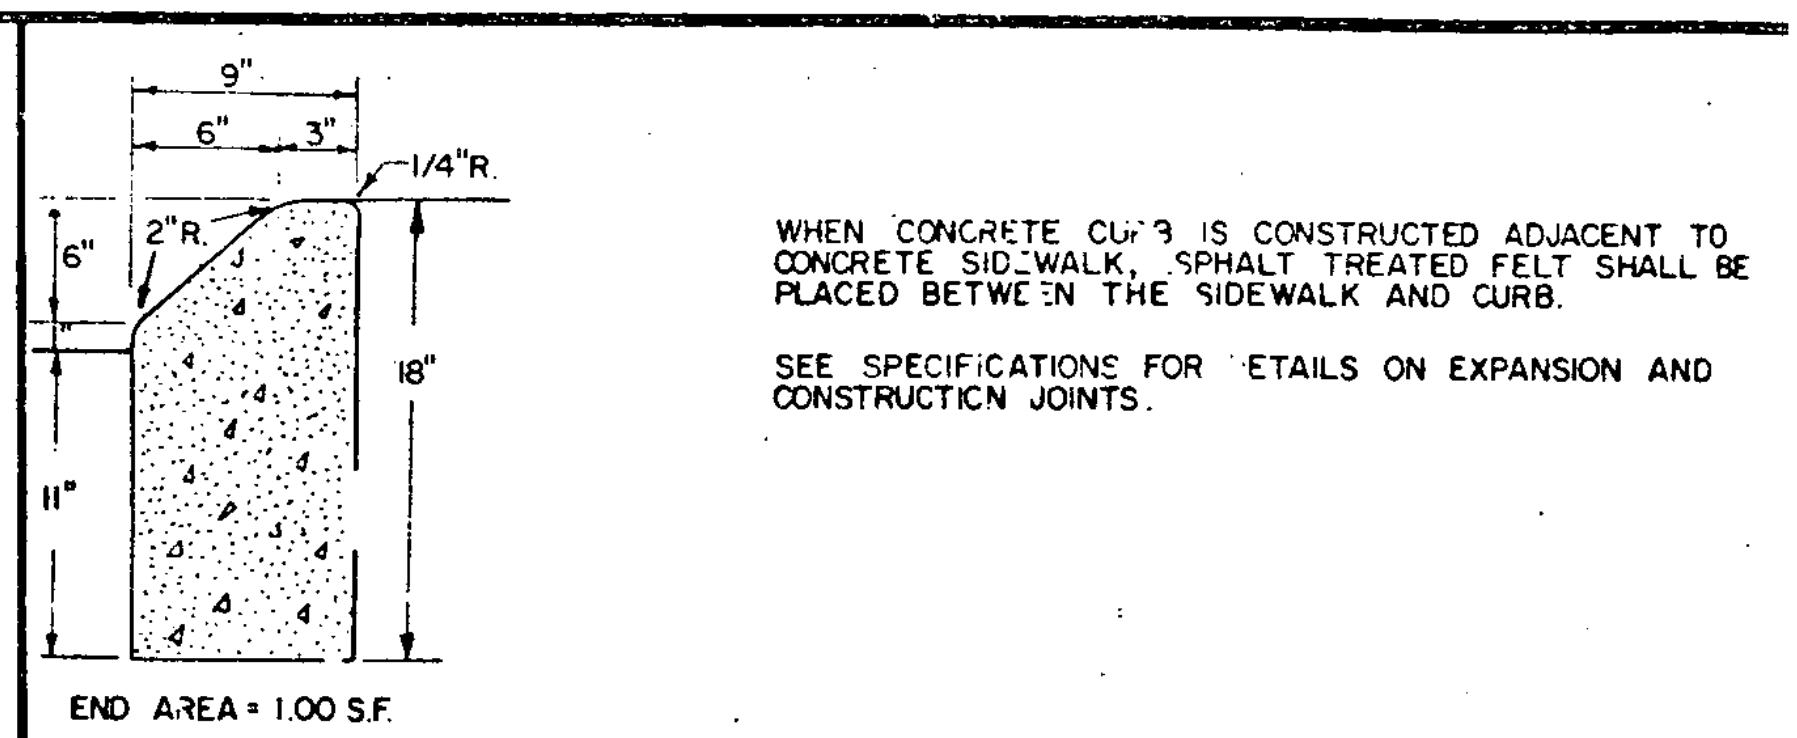 9"
6" 3"
1/4"R.
2"R.
6"
"
18"
11"
END AREA = 1.00 S.F.
WHEN CONCRETE CURB IS CONSTRUCTED ADJACENT TO
CONCRETE SIDEWALK, .SPHALT TREATED FELT SHALL BE
PLACED BETWEEN THE SIDEWALK AND CURB.
SEE SPECIFICATIONS FOR ETAILS ON EXPANSION AND
CONSTRUCTION JOINTS.